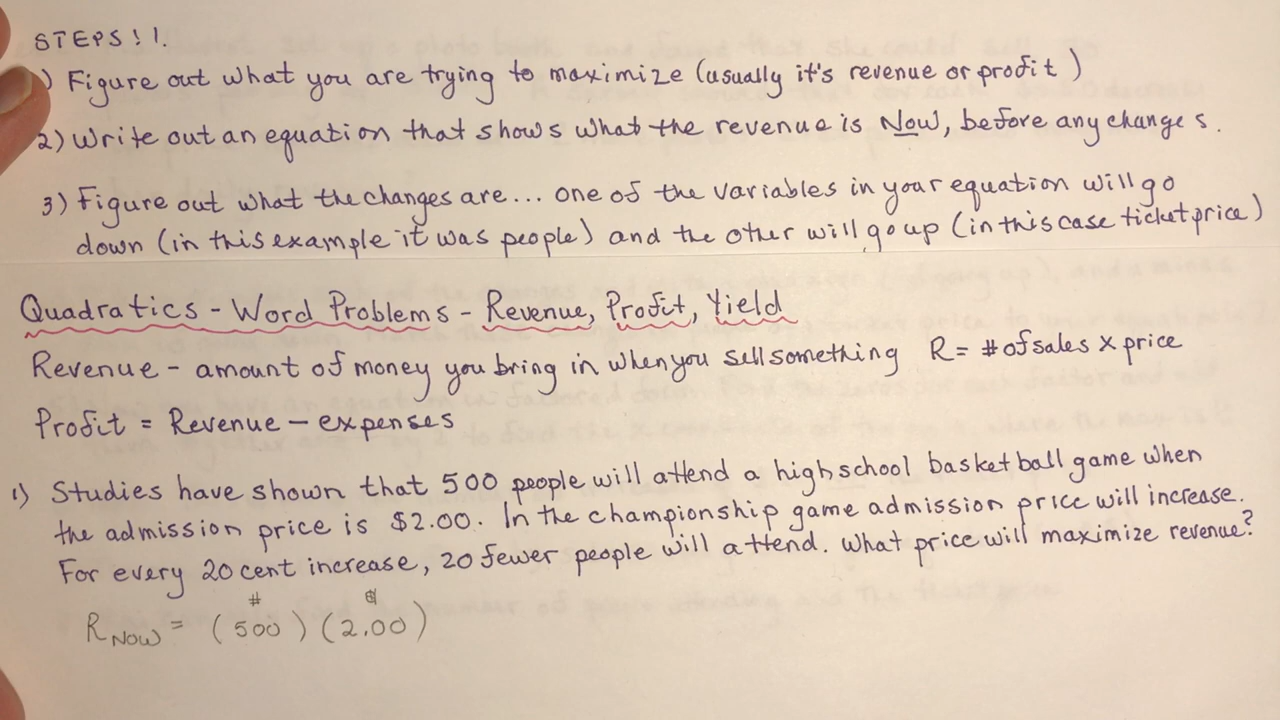 STEPS!!.
) Figure out what you are trying to maximize (usually it's revenue or profit)
2) Write out an equation that shows what the revenue is Now, before any changes.
3) Figure out what the changes are... one of the variables in your equation will go
down (in this example it was people) and the other will go up (in this case ticket price)
Quadratics - Word Problems - Revenue, Profit, Yield
Revenue - amount of money you bring in when you sell something R = # of sales x price
Profit = Revenue - expenses
1) Studies have shown that 500 people will attend a high school basketball game when
the admission price is $2.00. In the championship game admission price will increase.
For every 20 cent increase, 20 fewer people will attend. What price will maximize revenue?
# $
R NOW = (500)(2.00)